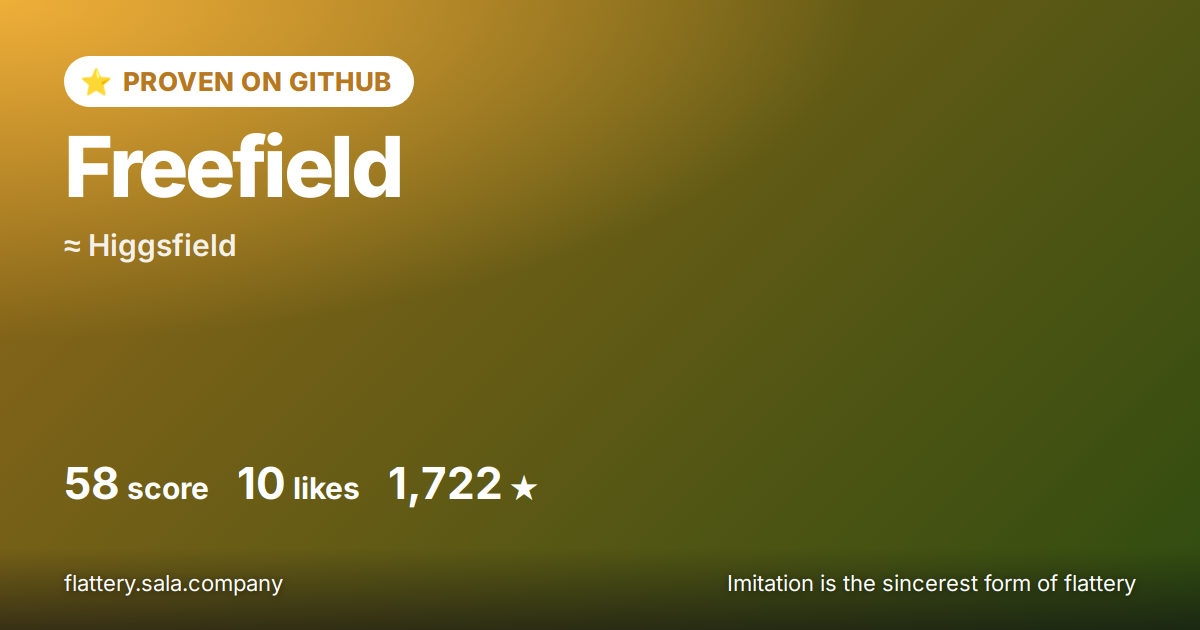 ⭐ PROVEN ON GITHUB
Freefield
≈ Higgsfield
58 score 10 likes 1,722 ★
flattery.sala.company
Imitation is the sincerest form of flattery